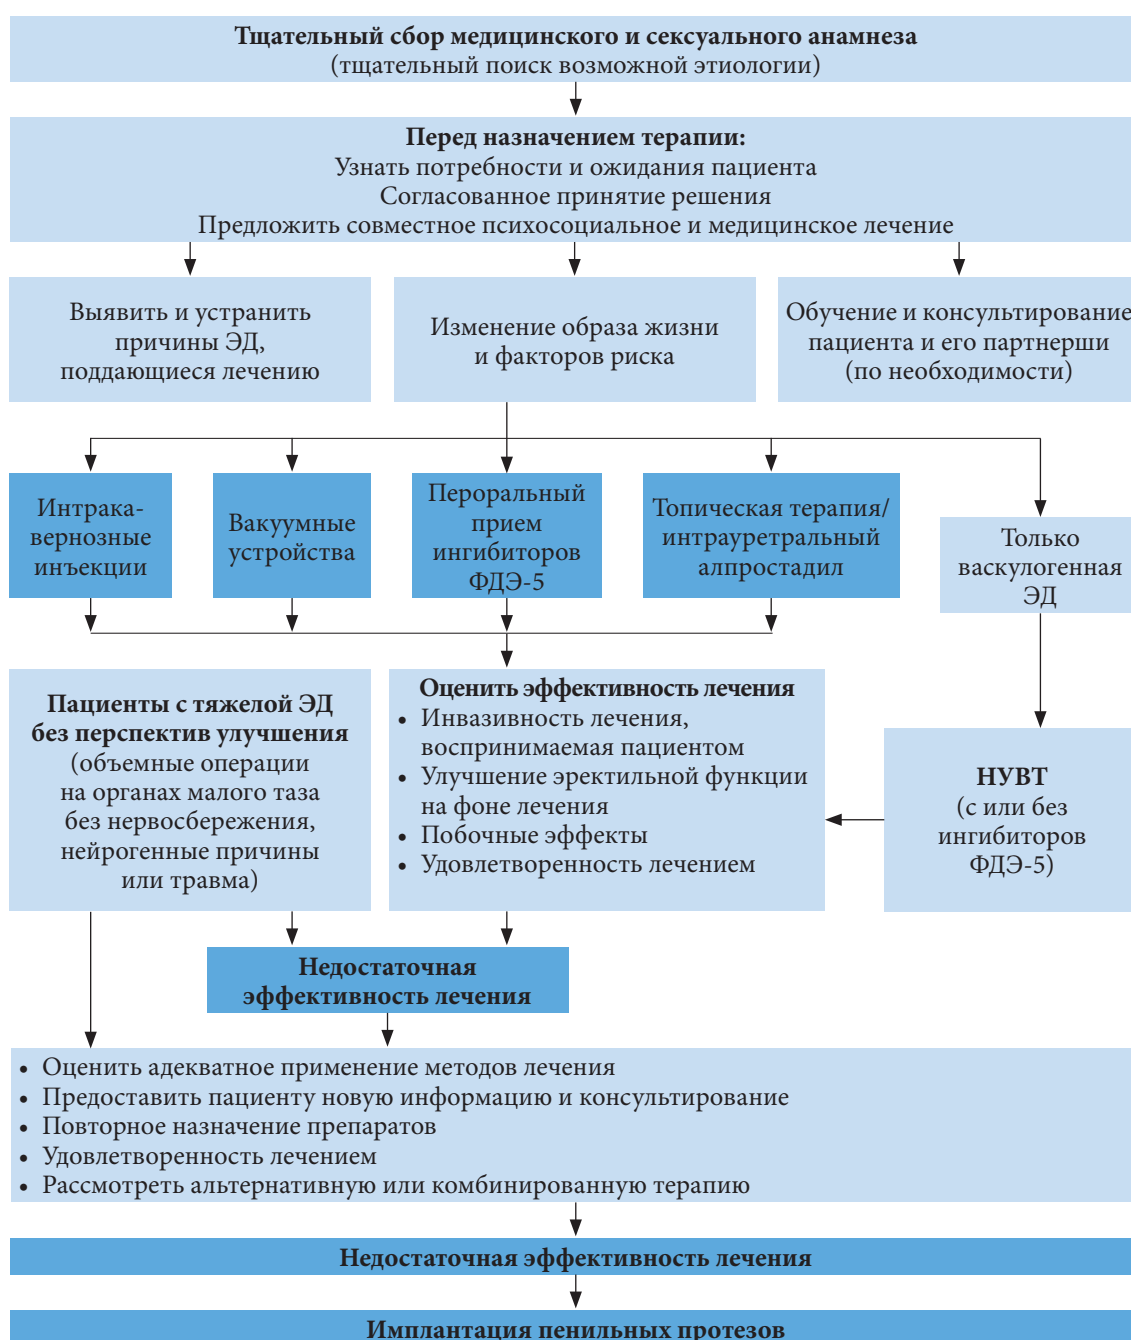 Тщательный сбор медицинского и сексуального анамнеза
(тщательный поиск возможной этиологии)
Перед назначением терапии:
Узнать потребности и ожидания пациента
Согласованное принятие решения
Предложить совместное психосоциальное и медицинское лечение
Выявить и устранить
причины ЭД,
поддающиеся лечению
Изменение образа жизни
и факторов риска
Обучение и консультирование
пациента и его партнерши
(по необходимости)
Интрака-
вернозные
инъекции
Вакуумные
устройства
Пероральный
прием
ингибиторов
ФДЭ-5
Топическая терапия/
интрауретральный
алпростадил
Только
васкулогенная
ЭД
Пациенты с тяжелой ЭД
без перспектив улучшения
(объемные операции
на органах малого таза
без нервосбережения,
нейрогенные причины
или травма)
Оценить эффективность лечения
• Инвазивность лечения,
воспринимаемая пациентом
• Улучшение эректильной функции
на фоне лечения
• Побочные эффекты
• Удовлетворенность лечением
НУВТ
(с или без
ингибиторов
ФДЭ-5)
Недостаточная
эффективность лечения
• Оценить адекватное применение методов лечения
• Предоставить пациенту новую информацию и консультирование
• Повторное назначение препаратов
• Удовлетворенность лечением
• Рассмотреть альтернативную или комбинированную терапию
Недостаточная эффективность лечения
Имплантация пенильных протезов